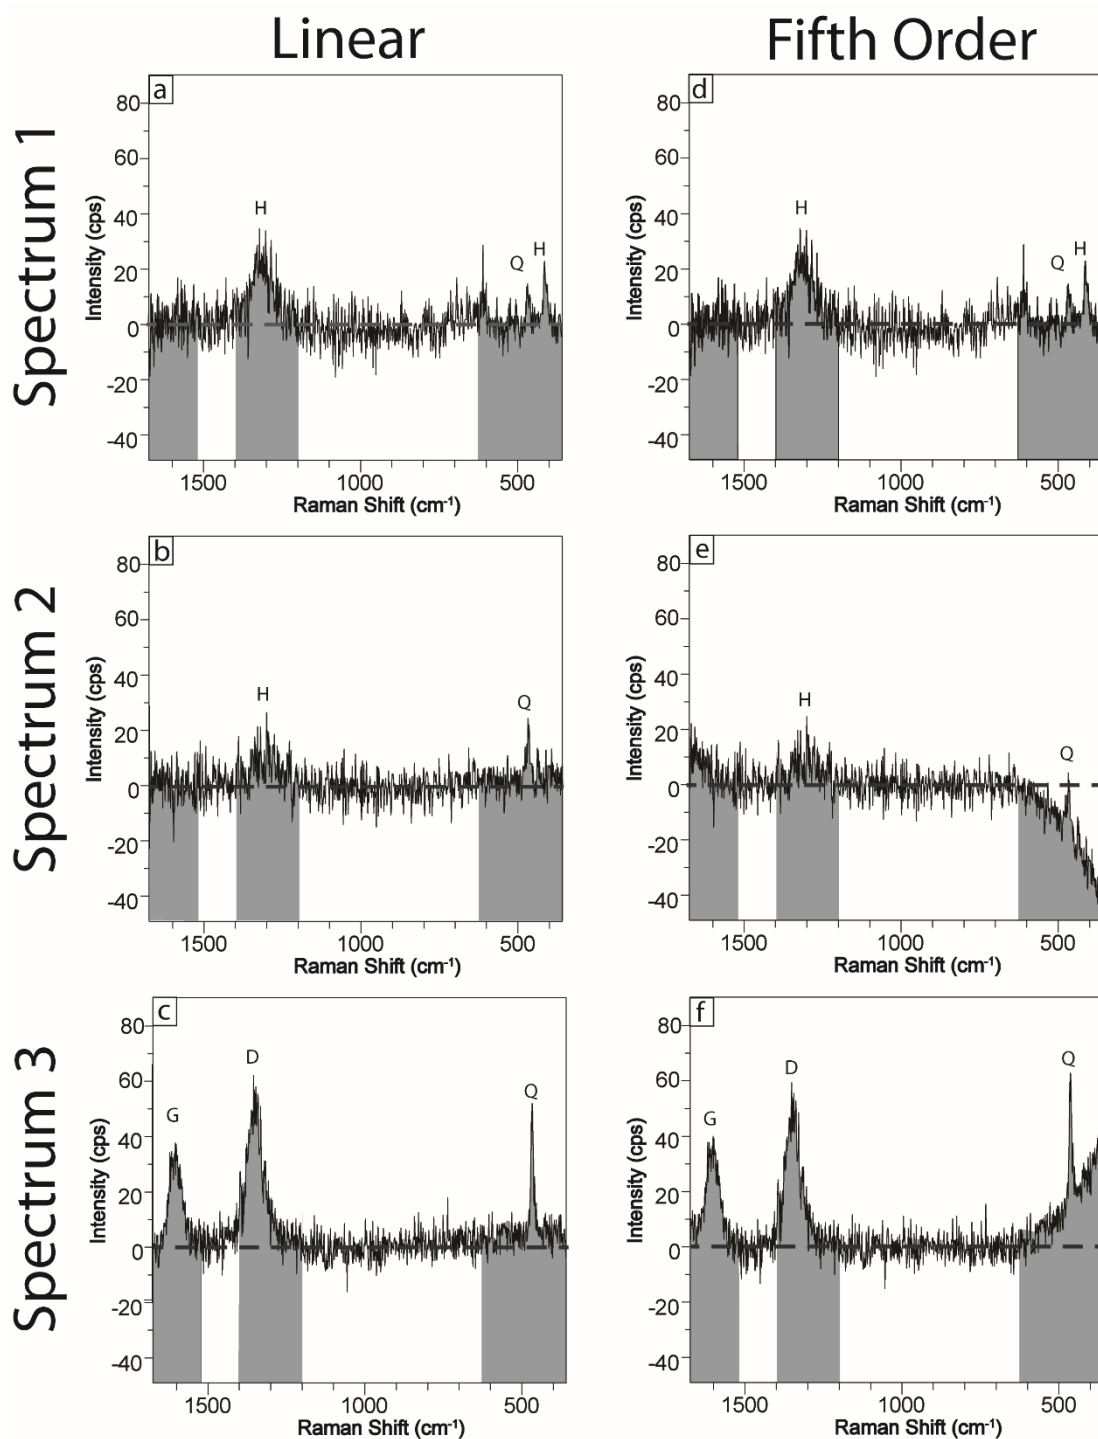 Linear
Fifth Order
Spectrum 1
a
Intensity (cps)
80
60
40
20
0
-20
-40
H
Q
H
1500
1000
500
Raman Shift (cm⁻¹)
d
Intensity (cps)
80
60
40
20
0
-20
-40
H
Q
H
1500
1000
500
Raman Shift (cm⁻¹)
Spectrum 2
b
Intensity (cps)
80
60
40
20
0
-20
-40
H
Q
1500
1000
500
Raman Shift (cm⁻¹)
e
Intensity (cps)
80
60
40
20
0
-20
-40
H
Q
1500
1000
500
Raman Shift (cm⁻¹)
Spectrum 3
c
Intensity (cps)
80
60
40
20
0
-20
-40
G
D
Q
1500
1000
500
Raman Shift (cm⁻¹)
f
Intensity (cps)
80
60
40
20
0
-20
-40
G
D
Q
1500
1000
500
Raman Shift (cm⁻¹)